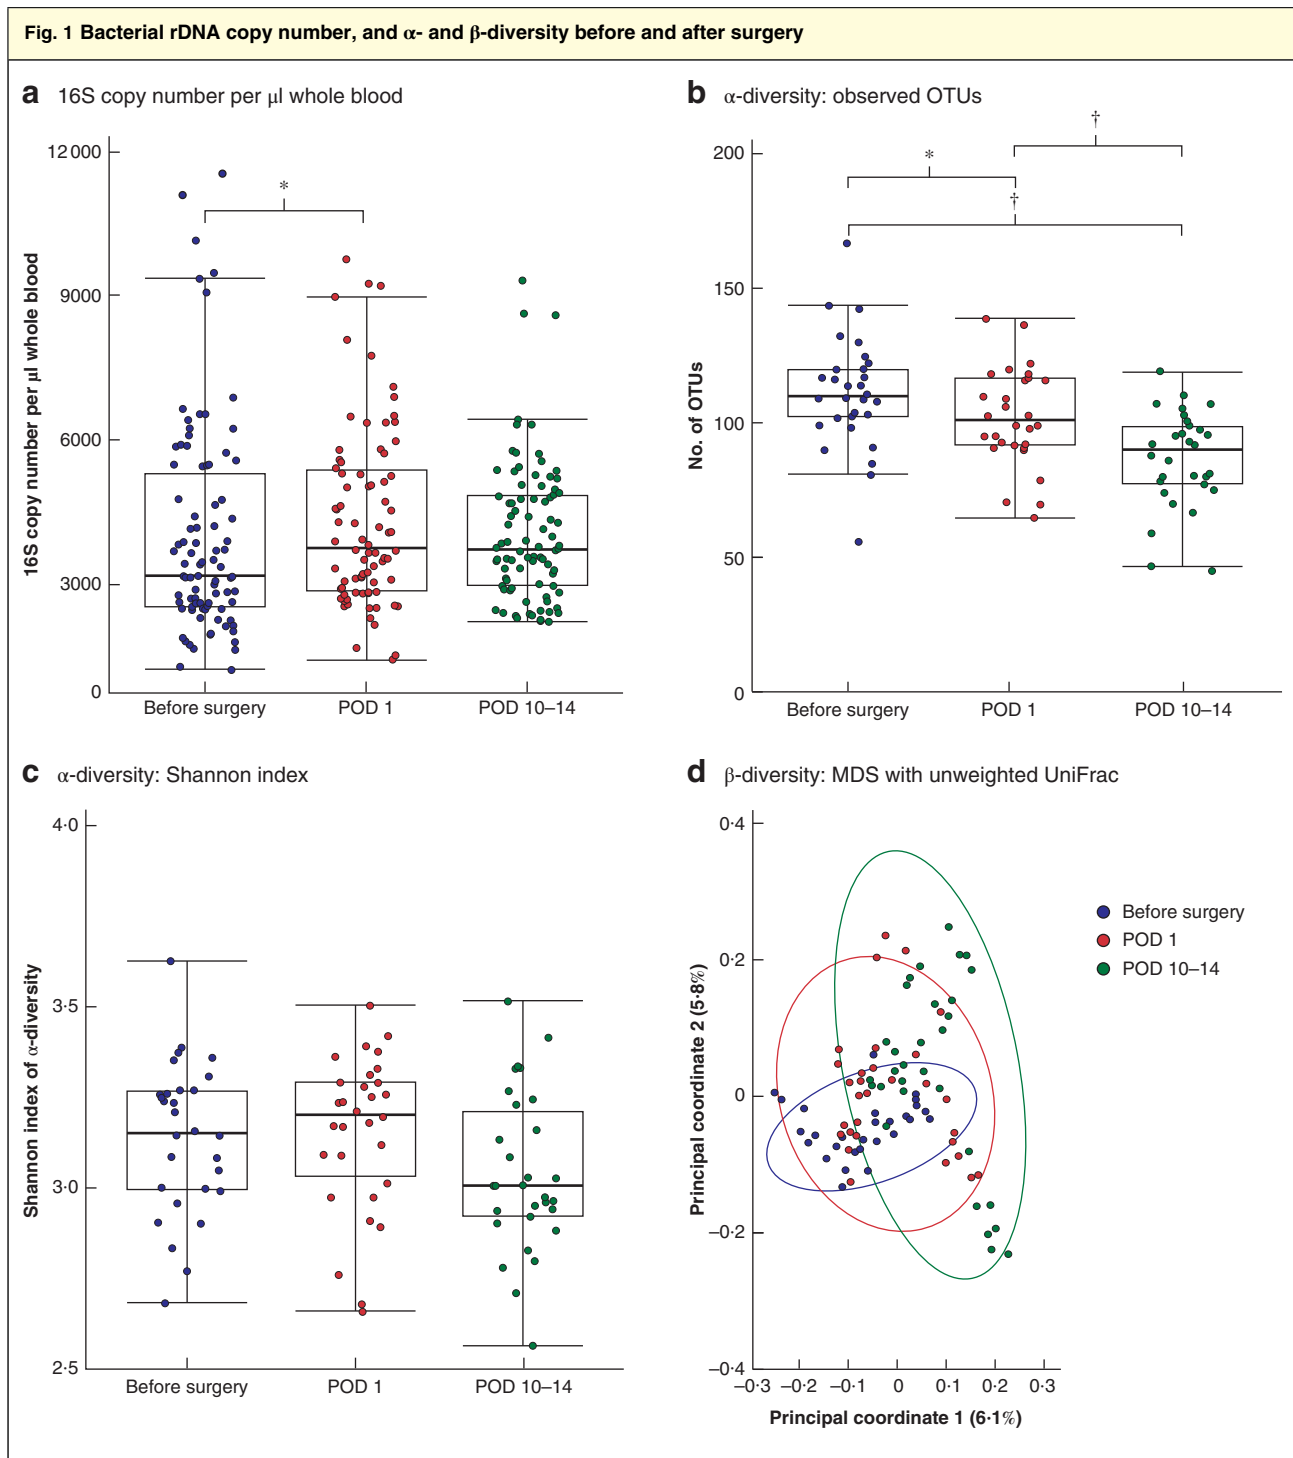 Fig. 1 Bacterial rDNA copy number, and α- and β-diversity before and after surgery
a 16S copy number per μl whole blood
16S copy number per μl whole blood
12 000
9000
6000
3000
0
*
Before surgery
POD 1
POD 10–14
b α-diversity: observed OTUs
No. of OTUs
200
150
100
50
0
*
†
†
Before surgery
POD 1
POD 10–14
c α-diversity: Shannon index
Shannon index of α-diversity
4·0
3·5
3·0
2·5
Before surgery
POD 1
POD 10–14
d β-diversity: MDS with unweighted UniFrac
Principal coordinate 2 (5·8%)
0·4
0·2
0
–0·2
–0·4
–0·3 –0·2 –0·1 0 0·1 0·2 0·3
Principal coordinate 1 (6·1%)
Before surgery
POD 1
POD 10–14